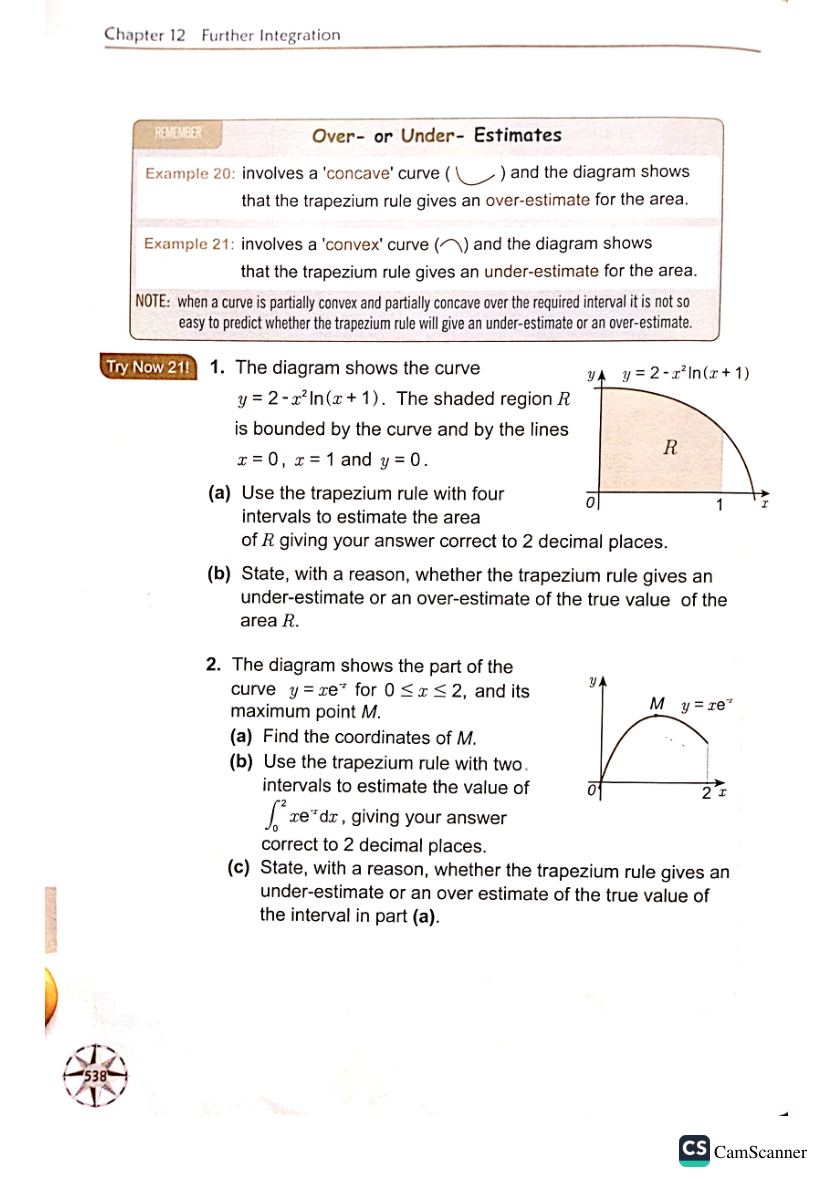 Chapter 12 Further Integration
REMEMBER
Over- or Under- Estimates
Example 20: involves a 'concave' curve ( ) and the diagram shows
that the trapezium rule gives an over-estimate for the area.
Example 21: involves a 'convex' curve ( ) and the diagram shows
that the trapezium rule gives an under-estimate for the area.
NOTE: when a curve is partially convex and partially concave over the required interval it is not so
easy to predict whether the trapezium rule will give an under-estimate or an over-estimate.
Try Now 21! 1. The diagram shows the curve
y = 2 - x² ln(x + 1). The shaded region R
is bounded by the curve and by the lines
x = 0, x = 1 and y = 0.
y y = 2 - x² ln(x + 1)
R
0 1 x
(a) Use the trapezium rule with four
intervals to estimate the area
of R giving your answer correct to 2 decimal places.
(b) State, with a reason, whether the trapezium rule gives an
under-estimate or an over-estimate of the true value of the
area R.
2. The diagram shows the part of the
curve y = xe⁻ˣ for 0 ≤ x ≤ 2, and its
maximum point M.
(a) Find the coordinates of M.
(b) Use the trapezium rule with two
intervals to estimate the value of
∫₀² xe⁻ˣ dx, giving your answer
correct to 2 decimal places.
y
M y = xe⁻ˣ
0 2 x
(c) State, with a reason, whether the trapezium rule gives an
under-estimate or an over estimate of the true value of
the interval in part (a).
538
CS CamScanner